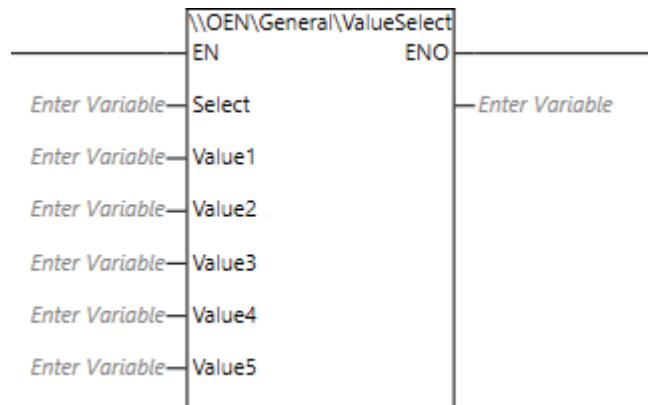 \\OEN\General\ValueSelect
EN ENO
Enter Variable Select Enter Variable
Enter Variable Value1
Enter Variable Value2
Enter Variable Value3
Enter Variable Value4
Enter Variable Value5